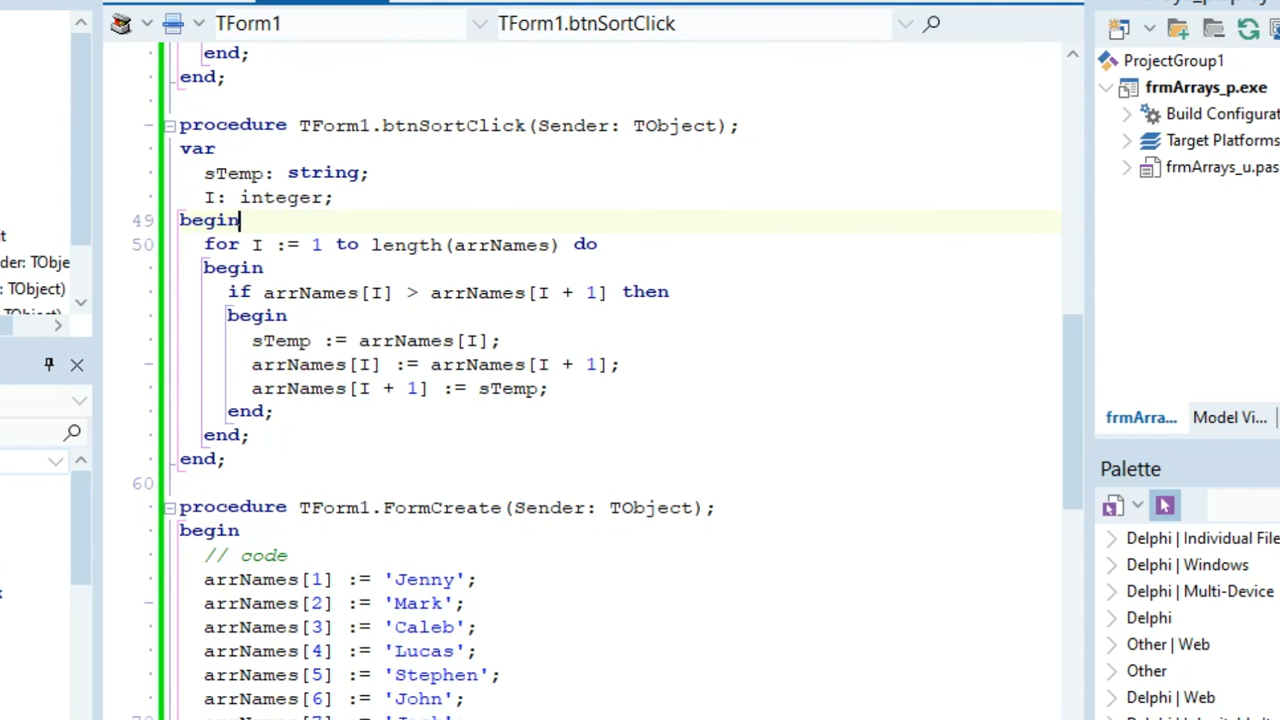 TForm1
TForm1.btnSortClick
end;
end;
procedure TForm1.btnSortClick(Sender: TObject);
var
sTemp: string;
I: integer;
49
begin
50
for I := 1 to length(arrNames) do
begin
if arrNames[I] > arrNames[I + 1] then
begin
sTemp := arrNames[I];
arrNames[I] := arrNames[I + 1];
arrNames[I + 1] := sTemp;
end;
end;
end;
60
procedure TForm1.FormCreate(Sender: TObject);
begin
// code
arrNames[1] := 'Jenny';
arrNames[2] := 'Mark';
arrNames[3] := 'Caleb';
arrNames[4] := 'Lucas';
arrNames[5] := 'Stephen';
arrNames[6] := 'John';
der: TObje
: TObject)
ProjectGroup1
frmArrays_p.exe
Build Configurat
Target Platforms
frmArrays_u.pas
frmArra...
Model Vi...
Palette
Delphi | Individual File
Delphi | Windows
Delphi | Multi-Device
Delphi
Other | Web
Other
Delphi | Web